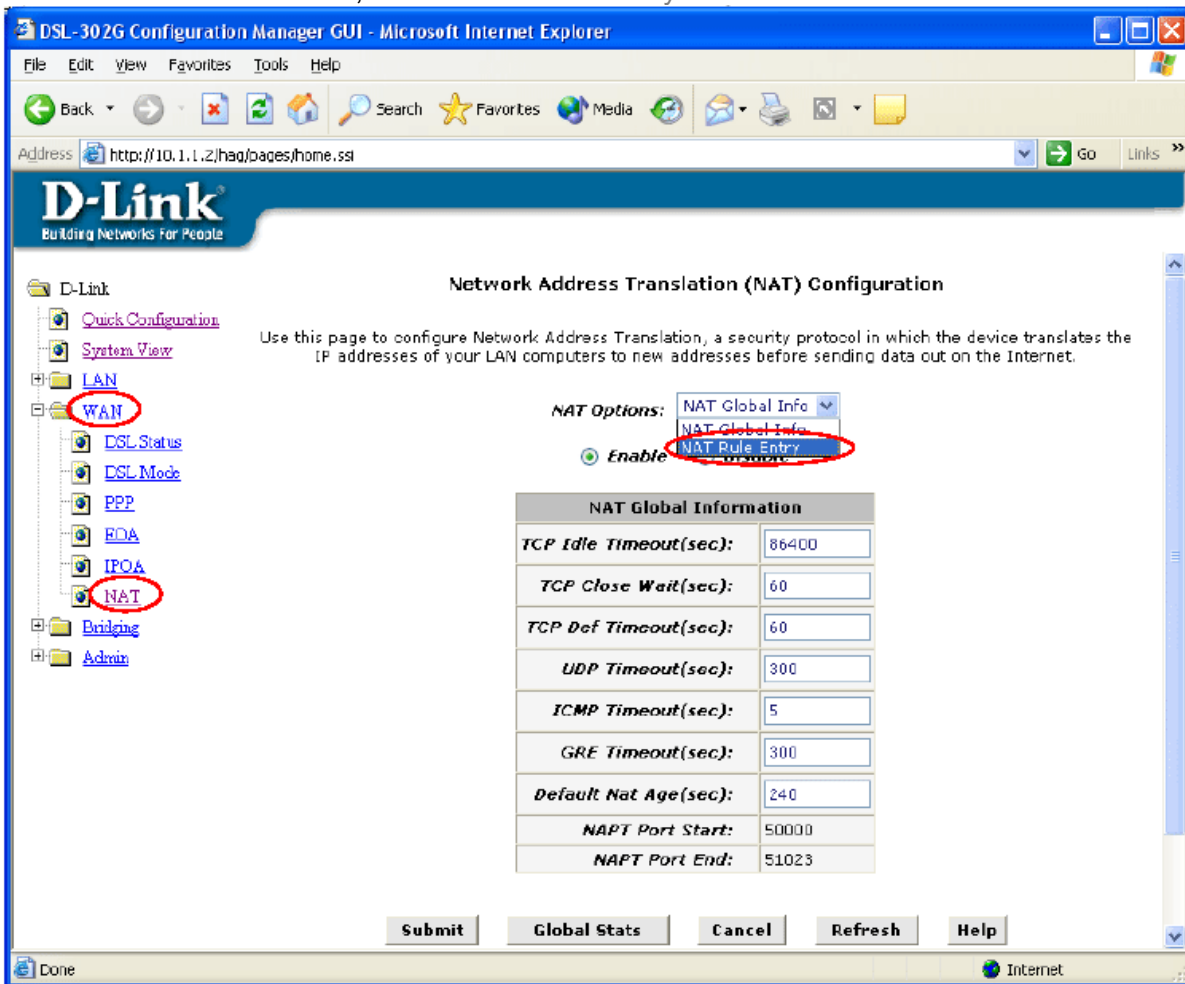 DSL-302G Configuration Manager GUI - Microsoft Internet Explorer
File Edit View Favorites Tools Help
Back Search Favorites Media
Address http://10.1.1.2/hag/pages/home.ssi Go Links »
D-Link
Building Networks For People
D-Link
Quick Configuration
System View
LAN
WAN
DSL Status
DSL Mode
PPP
EOA
IPOA
NAT
Bridging
Admin
Network Address Translation (NAT) Configuration
Use this page to configure Network Address Translation, a security protocol in which the device translates the
IP addresses of your LAN computers to new addresses before sending data out on the Internet.
NAT Options: NAT Global Info
NAT Global Info
NAT Rule Entry
Enable
NAT Global Information
TCP Idle Timeout(sec): 86400
TCP Close Wait(sec): 60
TCP Def Timeout(sec): 60
UDP Timeout(sec): 300
ICMP Timeout(sec): 5
GRE Timeout(sec): 300
Default Nat Age(sec): 240
NAPT Port Start: 50000
NAPT Port End: 51023
Submit Global Stats Cancel Refresh Help
Done Internet